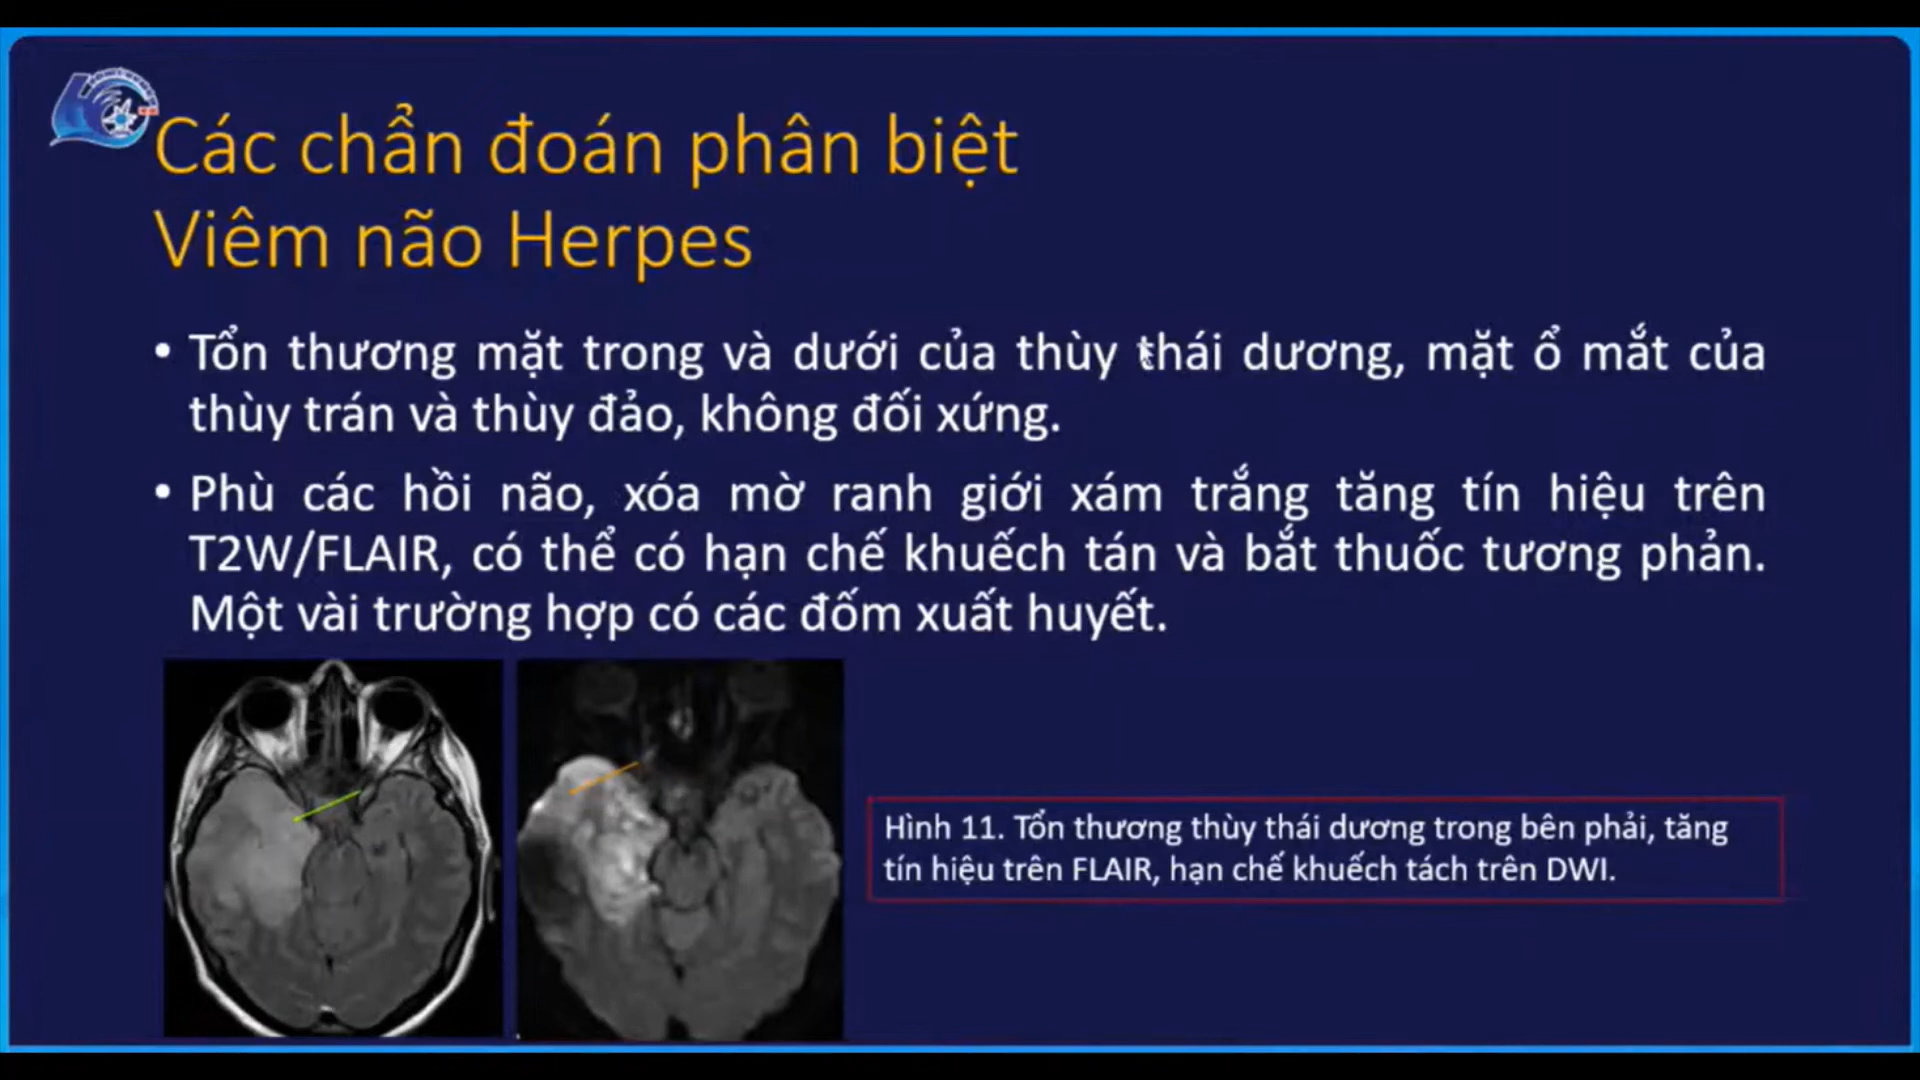 Các chẩn đoán phân biệt
Viêm não Herpes
• Tổn thương mặt trong và dưới của thùy thái dương, mặt ổ mắt của
thùy trán và thùy đảo, không đối xứng.
• Phù các hồi não, xóa mờ ranh giới xám trắng tăng tín hiệu trên
T2W/FLAIR, có thể có hạn chế khuếch tán và bắt thuốc tương phản.
Một vài trường hợp có các đốm xuất huyết.
Hình 11. Tổn thương thùy thái dương trong bên phải, tăng
tín hiệu trên FLAIR, hạn chế khuếch tách trên DWI.